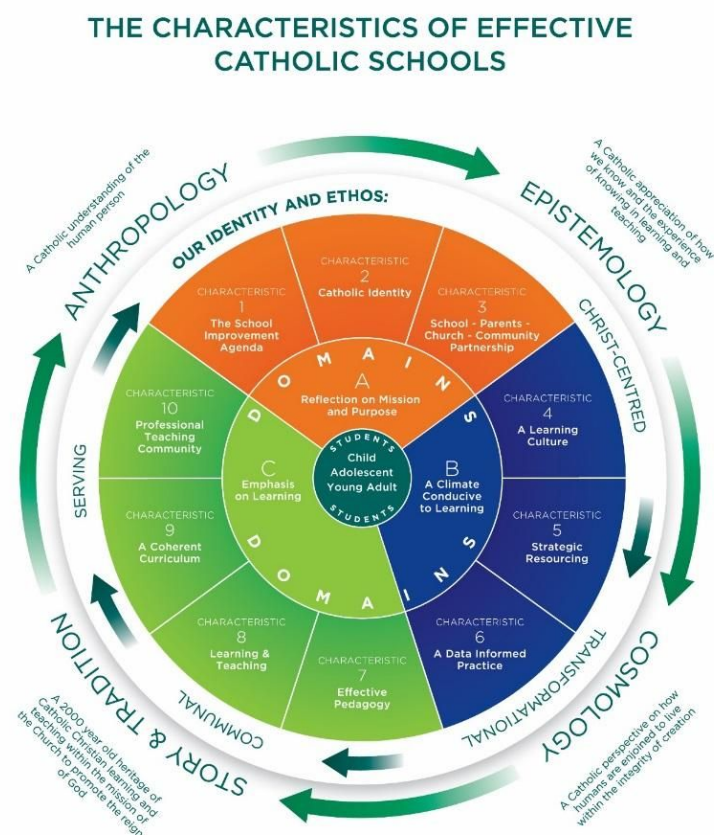 THE CHARACTERISTICS OF EFFECTIVE
CATHOLIC SCHOOLS
ANTHROPOLOGY
A Catholic understanding of the
human person
EPISTEMOLOGY
A Catholic appreciation of how
we know and the experience
of knowing in learning and
teaching
COSMOLOGY
A Catholic perspective on how
humans are enjoined to live
within the integrity of creation
STORY & TRADITION
A 2000 year old heritage of
Catholic Christian learning and
teaching within the mission of
the Church to promote the reign
of God
OUR IDENTITY AND ETHOS:
CHRIST-CENTRED
TRANSFORMATIONAL
COMMUNAL
SERVING
CHARACTERISTIC
1
The School
Improvement
Agenda
CHARACTERISTIC
2
Catholic Identity
CHARACTERISTIC
3
School - Parents -
Church - Community
Partnership
CHARACTERISTIC
4
A Learning
Culture
CHARACTERISTIC
5
Strategic
Resourcing
CHARACTERISTIC
6
A Data Informed
Practice
CHARACTERISTIC
7
Effective
Pedagogy
CHARACTERISTIC
8
Learning &
Teaching
CHARACTERISTIC
9
A Coherent
Curriculum
CHARACTERISTIC
10
Professional
Teaching
Community
DOMAINS
A
Reflection on Mission
and Purpose
B
A Climate
Conducive
to Learning
C
Emphasis
on Learning
DOMAINS
STUDENTS
Child
Adolescent
Young Adult
STUDENTS